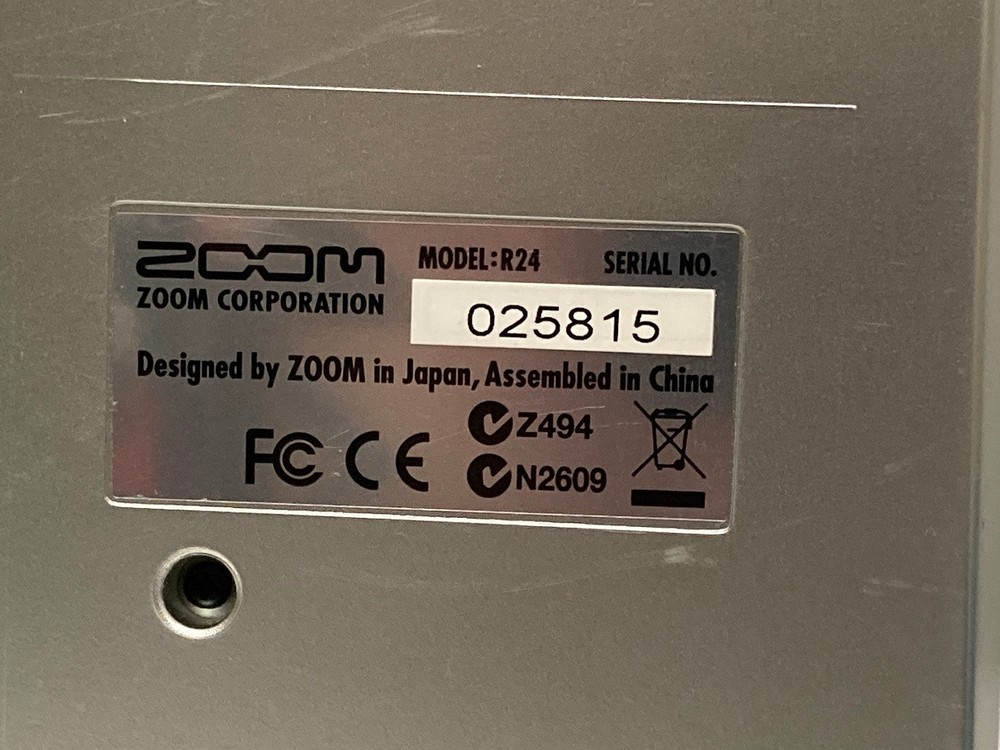 ZOOM MODEL:R24 SERIAL NO.
ZOOM CORPORATION 025815
Designed by ZOOM in Japan, Assembled in China
FC CE Z494
N2609